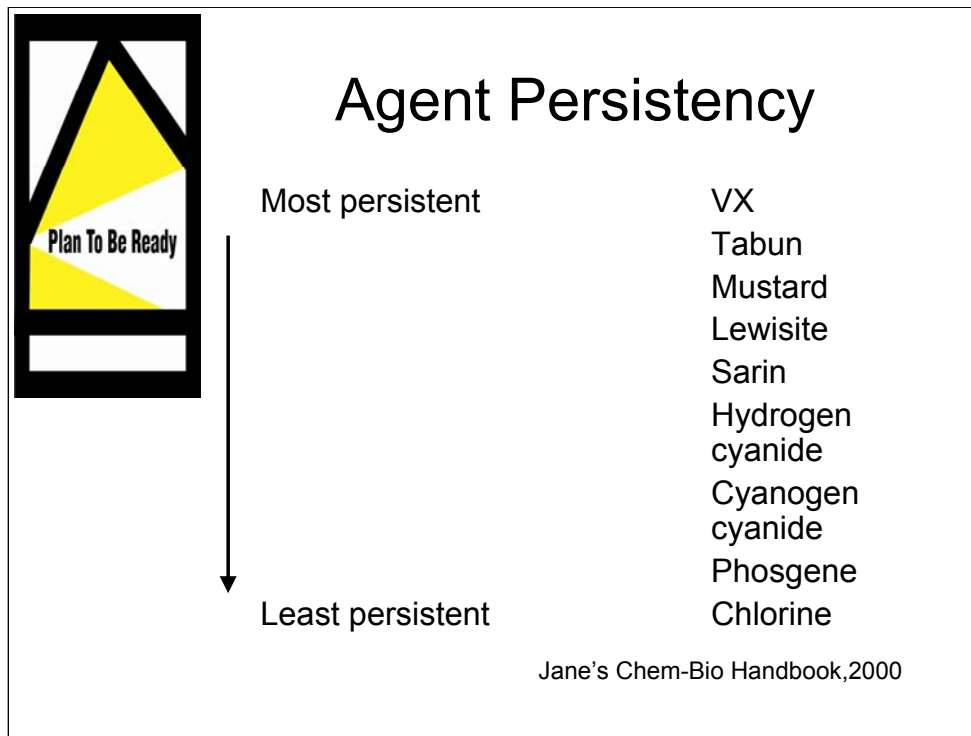 Agent Persistency
Plan To Be Ready
Most persistent
VX
Tabun
Mustard
Lewisite
Sarin
Hydrogen
cyanide
Cyanogen
cyanide
Phosgene
Least persistent
Chlorine
Jane's Chem-Bio Handbook,2000